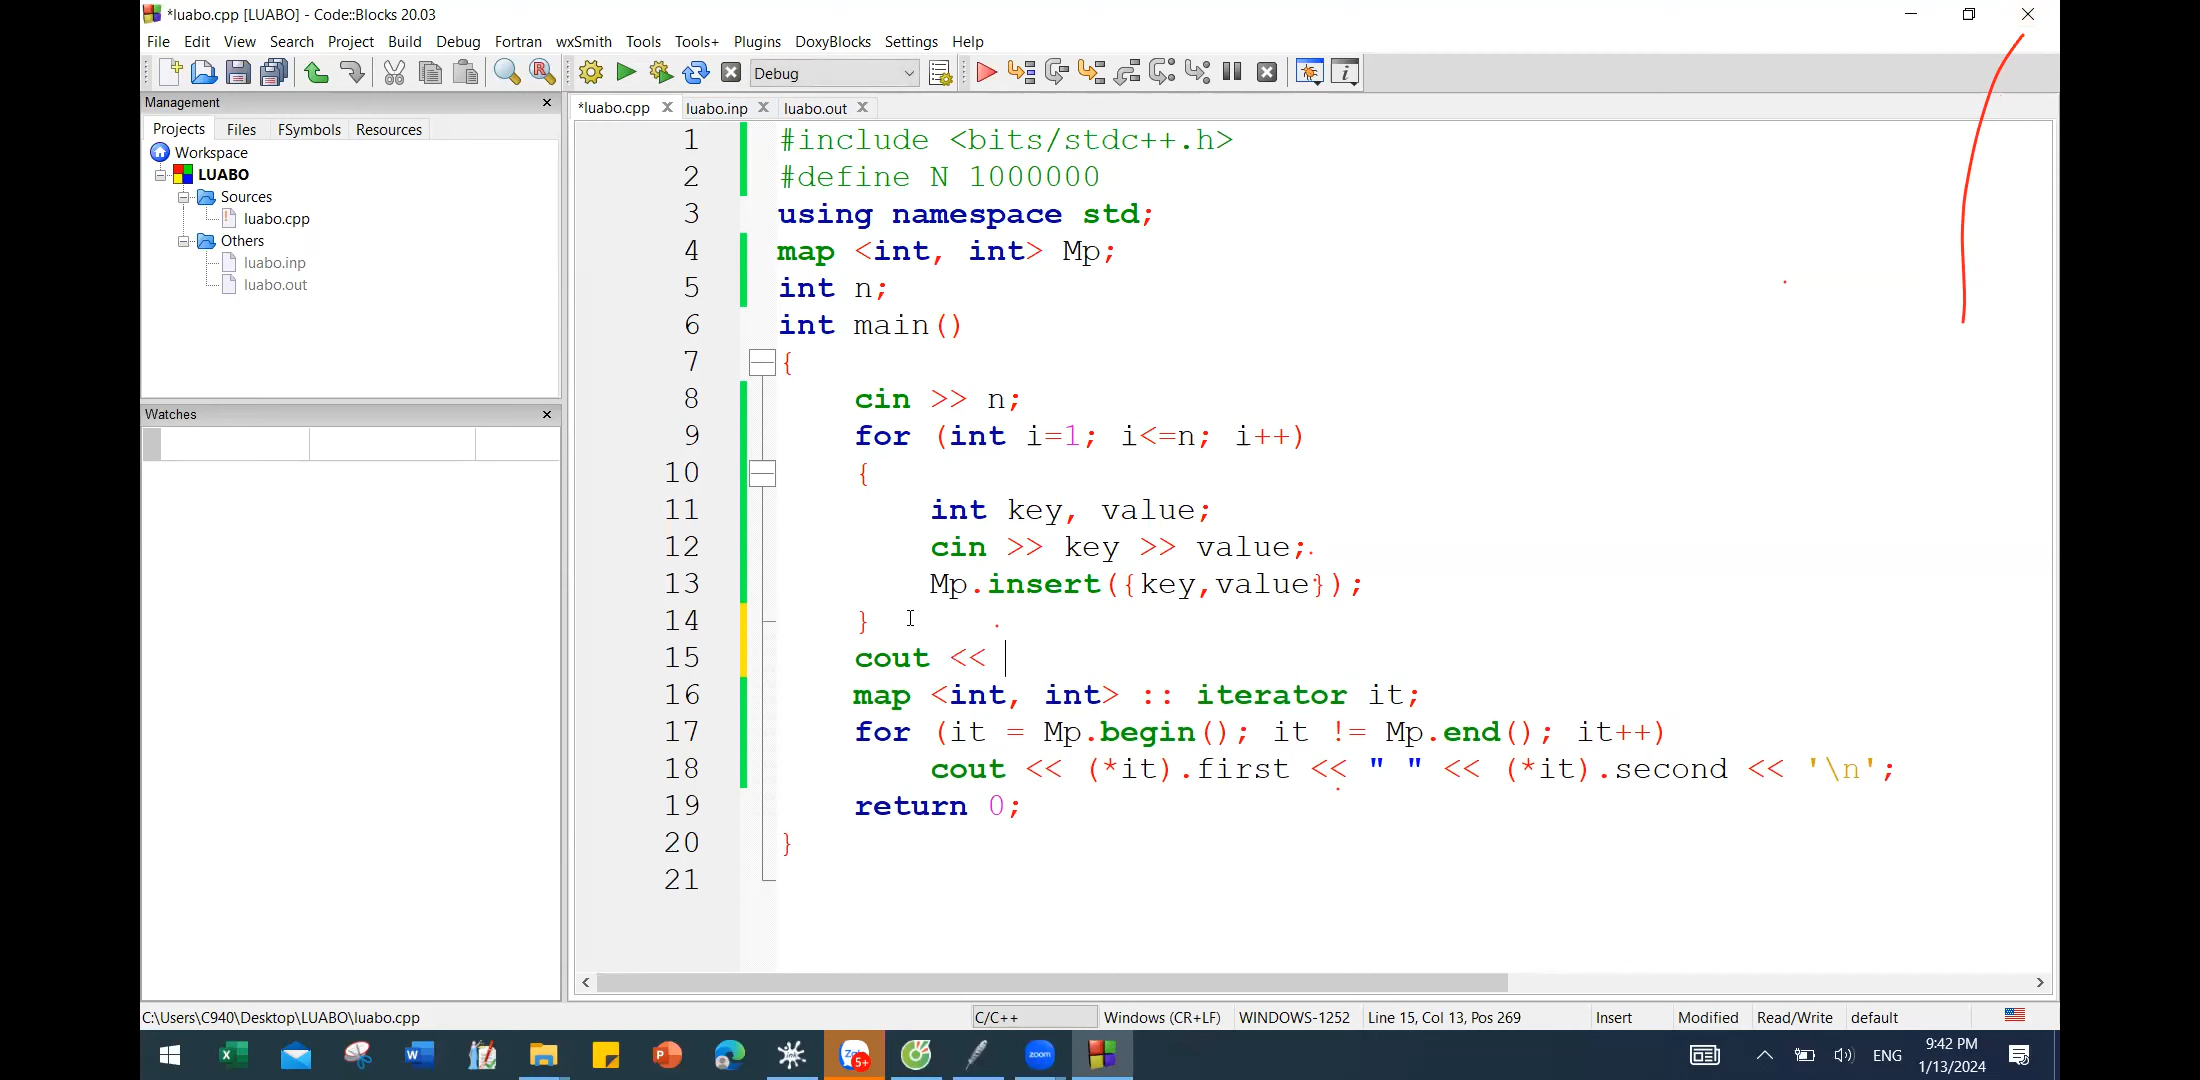 *luabo.cpp [LUABO] - Code::Blocks 20.03
File Edit View Search Project Build Debug Fortran wxSmith Tools Tools+ Plugins DoxyBlocks Settings Help
Debug
Management
Projects Files FSymbols Resources
Workspace
LUABO
Sources
luabo.cpp
Others
luabo.inp
luabo.out
Watches
*luabo.cpp luabo.inp luabo.out
1 #include <bits/stdc++.h>
2 #define N 1000000
3 using namespace std;
4 map <int, int> Mp;
5 int n;
6 int main()
7 {
8 cin >> n;
9 for (int i=1; i<=n; i++)
10 {
11 int key, value;
12 cin >> key >> value;
13 Mp.insert({key,value});
14 }
15 cout <<
16 map <int, int> :: iterator it;
17 for (it = Mp.begin(); it != Mp.end(); it++)
18 cout << (*it).first << " " << (*it).second << '\n';
19 return 0;
20 }
21
C:\Users\C940\Desktop\LUABO\luabo.cpp C/C++ Windows (CR+LF) WINDOWS-1252 Line 15, Col 13, Pos 269 Insert Modified Read/Write default
5+ zoom ENG 9:42 PM
1/13/2024